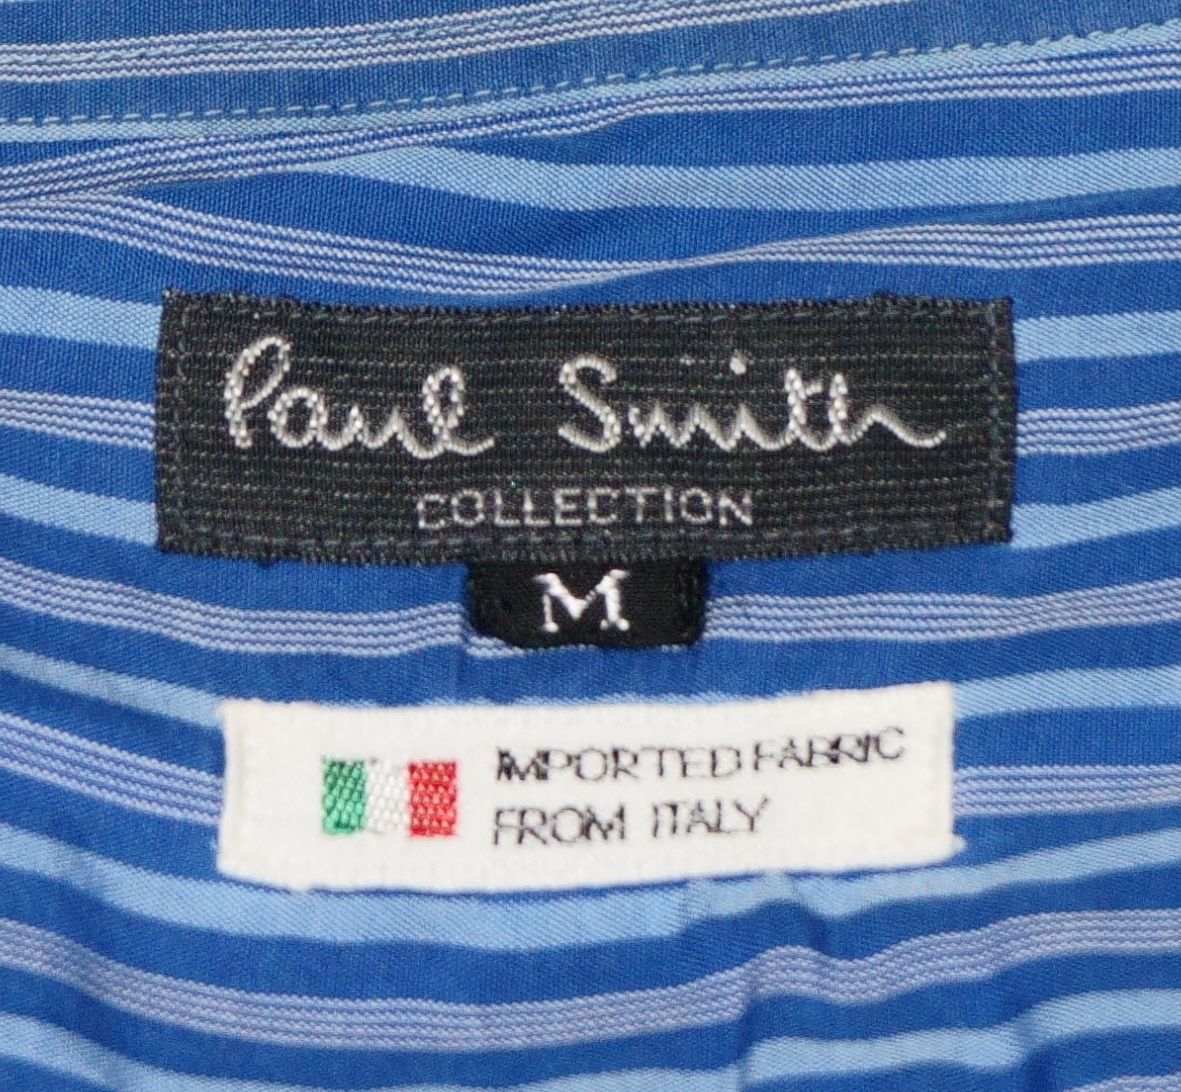 Paul Smith
COLLECTION
M
IMPORTED FABRIC
FROM ITALY